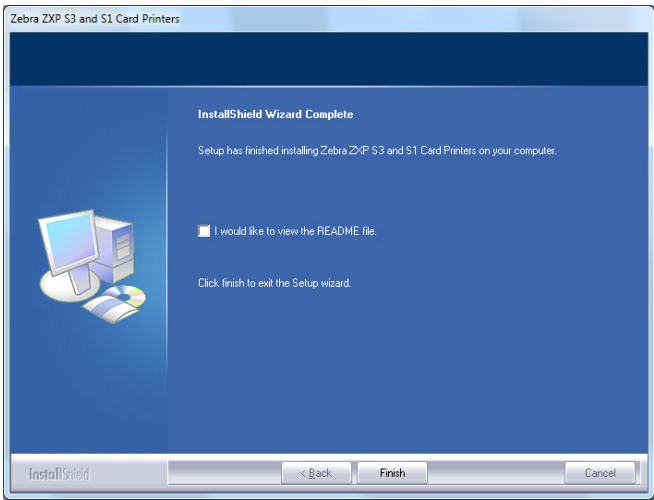 Zebra ZXP S3 and S1 Card Printers
InstallShield Wizard Complete
Setup has finished installing Zebra ZXP S3 and S1 Card Printers on your computer.
I would like to view the README file.
Click finish to exit the Setup wizard.
InstallShield
< Back
Finish
Cancel